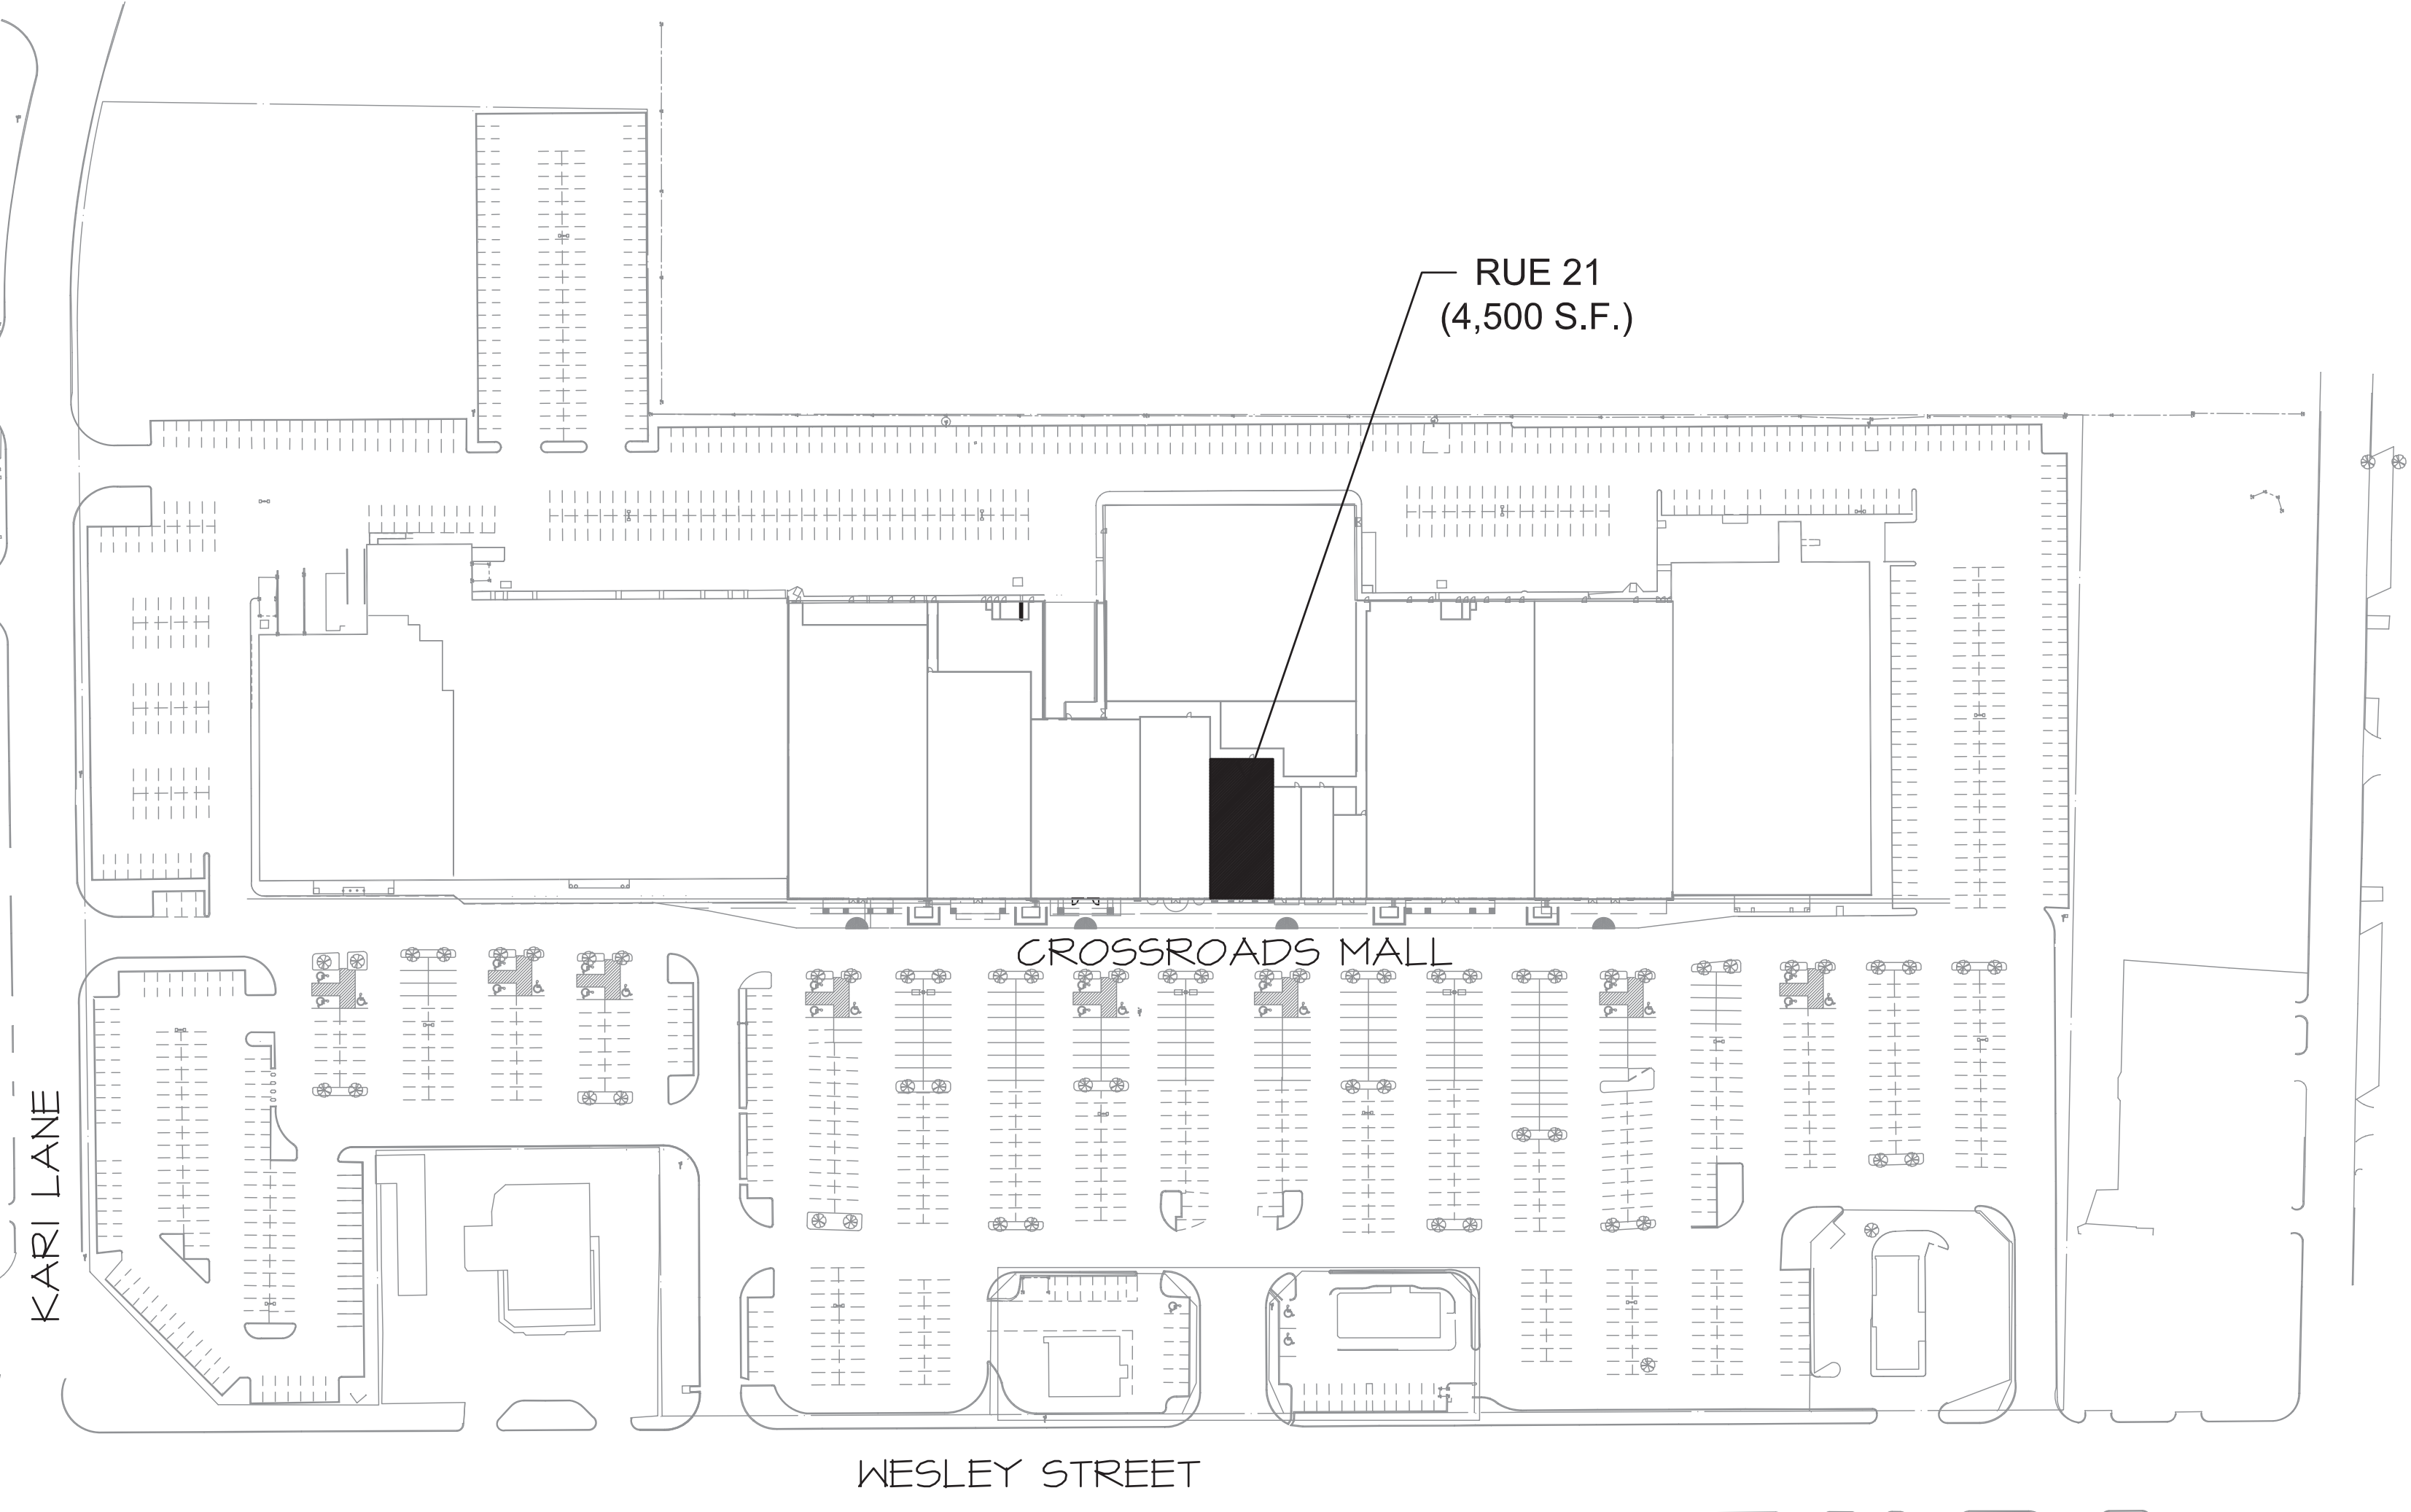 RUE 21
(4,500 S.F.)
CROSSROADS MALL
KARI LANE
WESLEY STREET